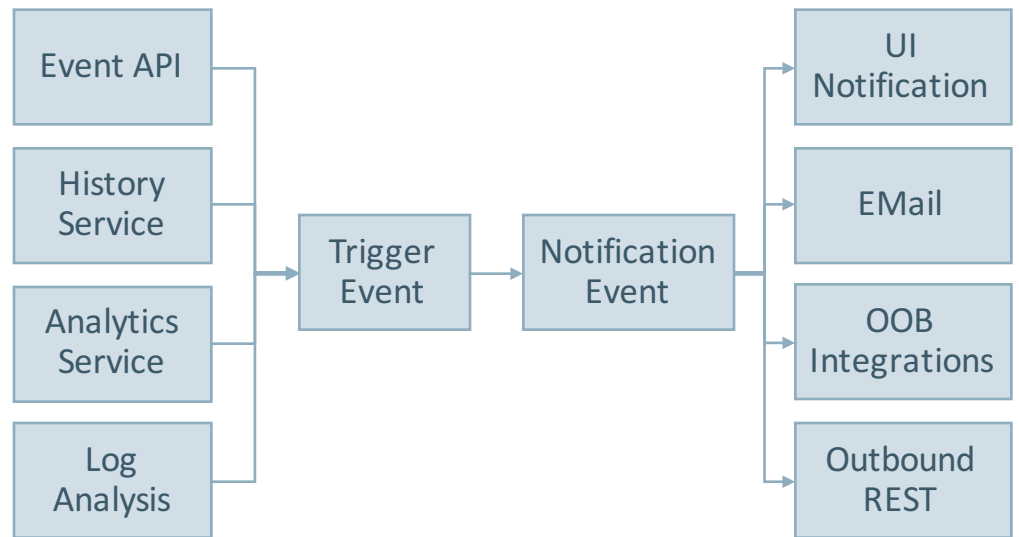 Event API
History
Service
Analytics
Service
Log
Analysis
Trigger
Event
Notification
Event
UI
Notification
EMail
OOB
Integrations
Outbound
REST